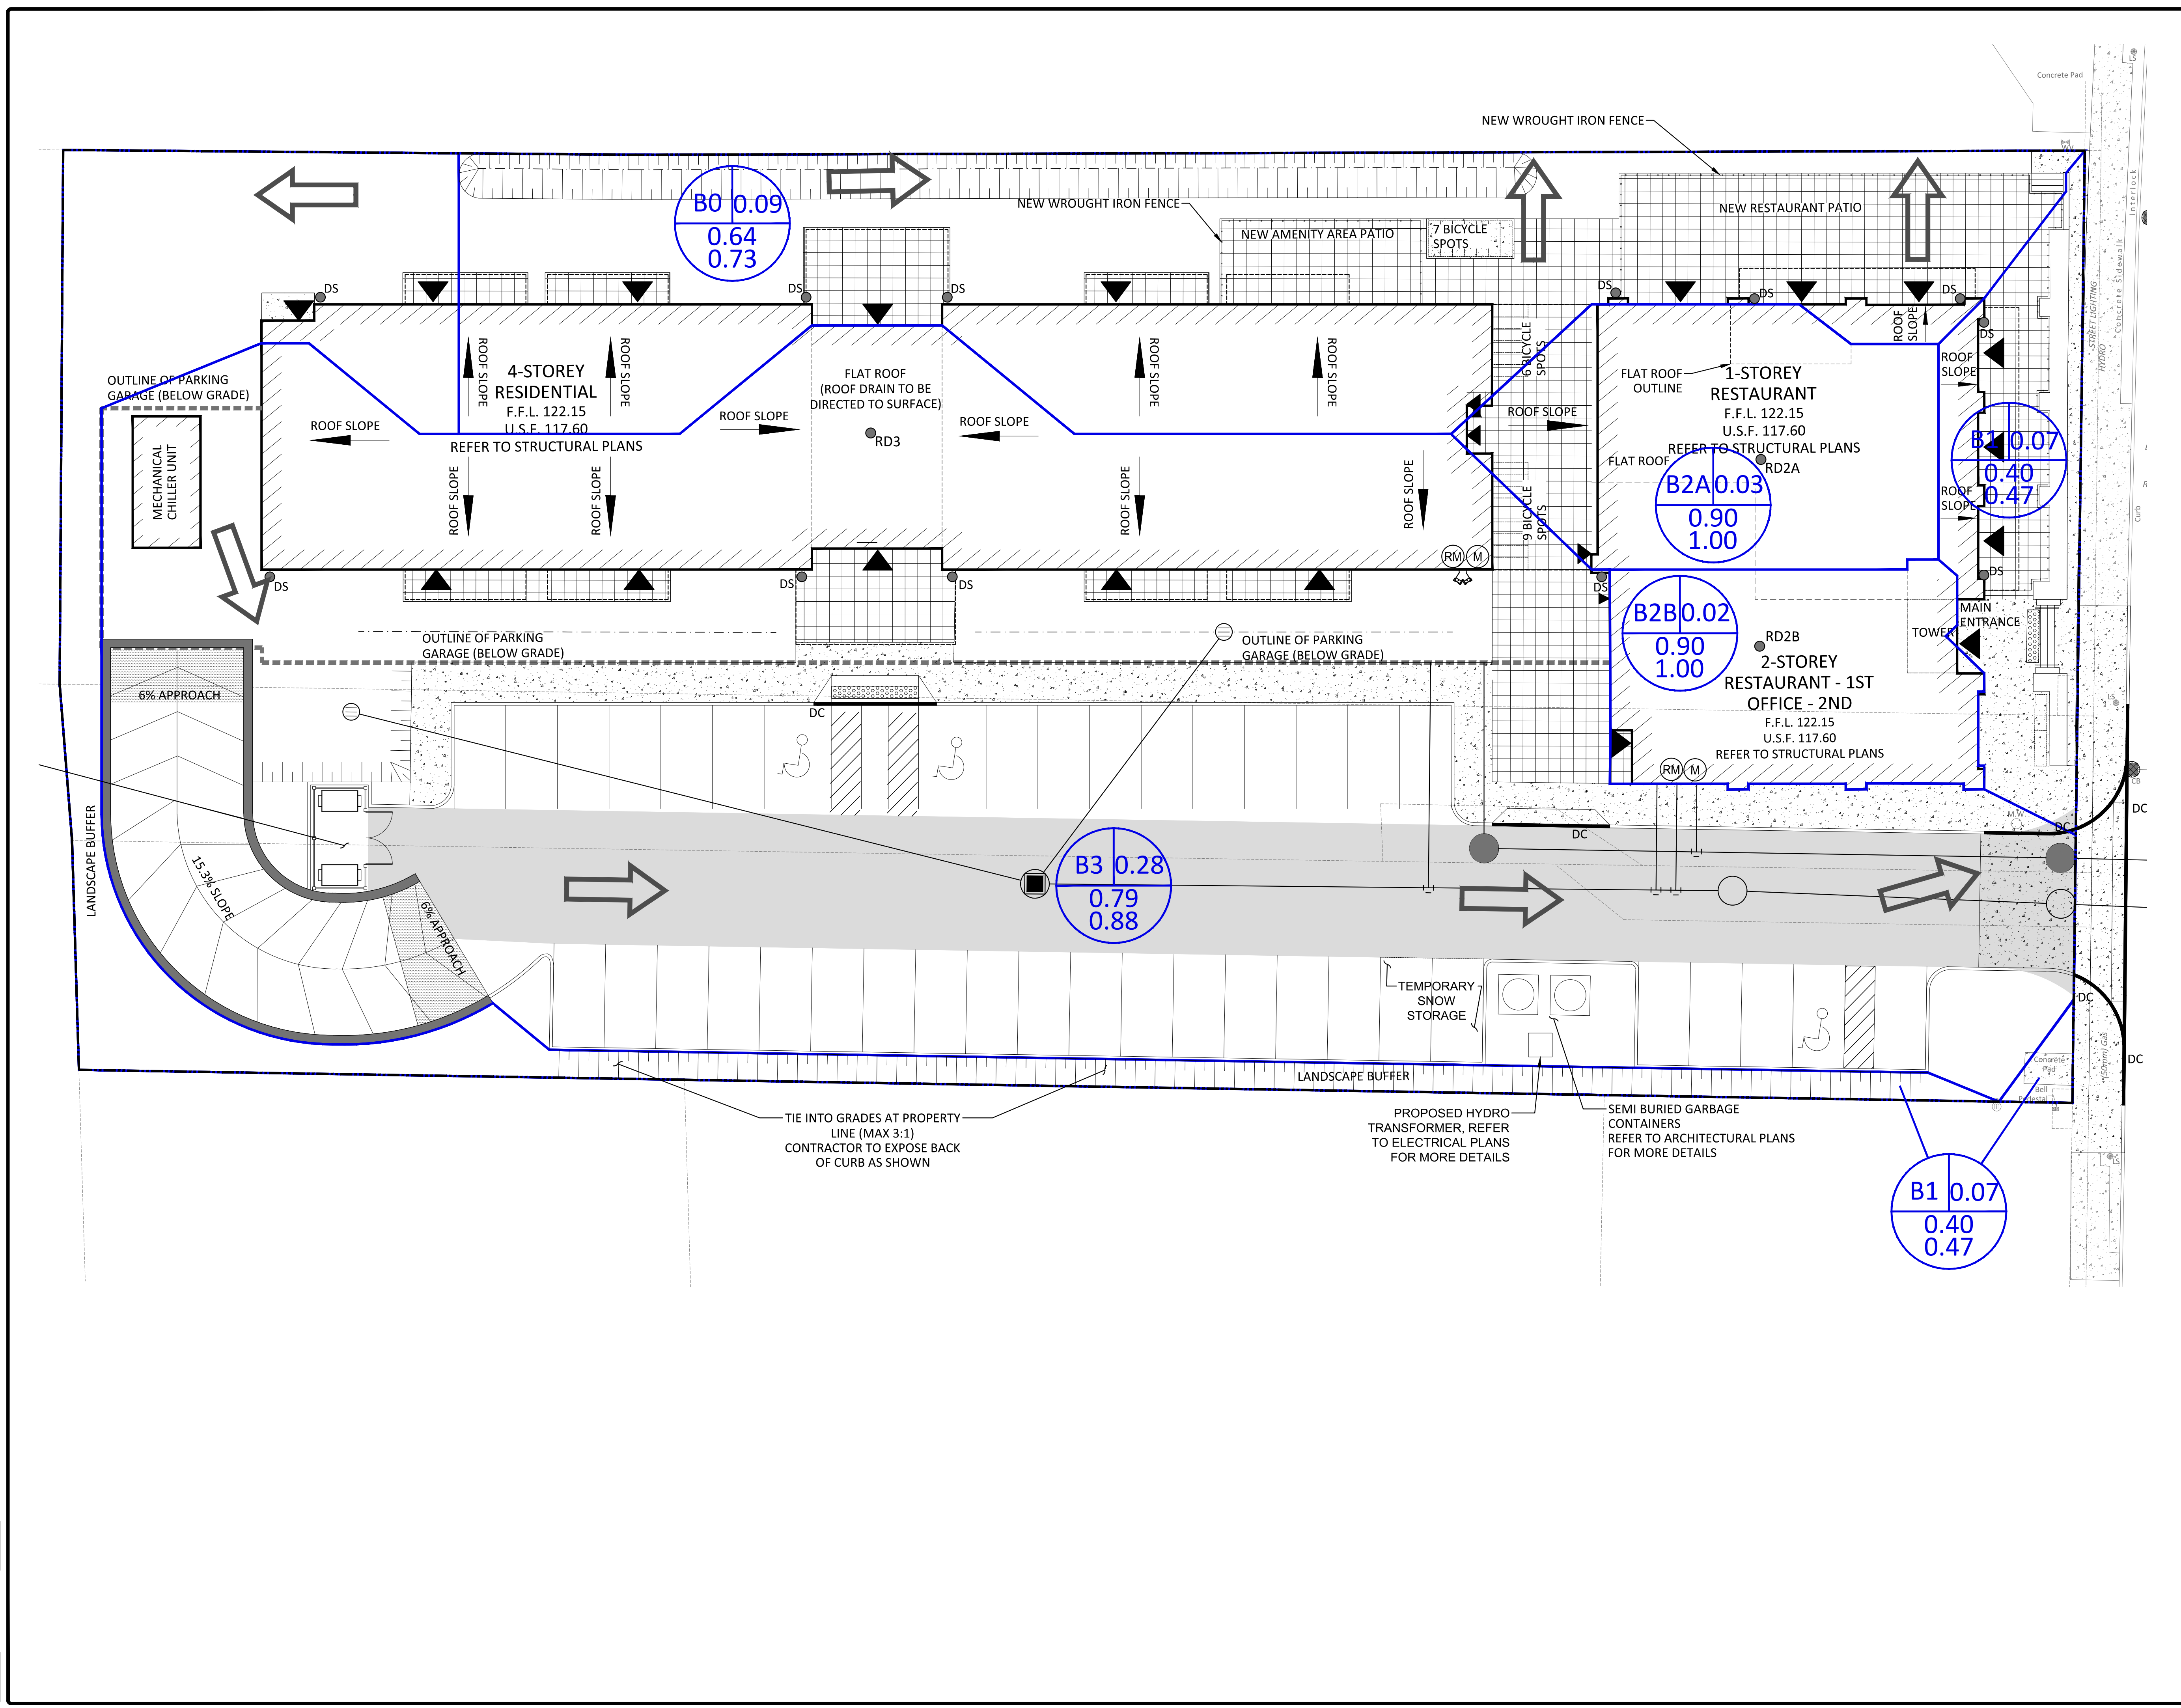 Concrete Pad
LS
NEW WROUGHT IRON FENCE
Interlock
B0 0.09
0.64
0.73
NEW WROUGHT IRON FENCE
NEW AMENITY AREA PATIO
7 BICYCLE
SPOTS
NEW RESTAURANT PATIO
Concrete Sidewalk
STREET LIGHTING
HYDRO
DS
DS
DS
DS
DS
DS
DS
ROOF SLOPE
ROOF SLOPE
4-STOREY
RESIDENTIAL
F.F.L. 122.15
U.S.F. 117.60
REFER TO STRUCTURAL PLANS
FLAT ROOF
(ROOF DRAIN TO BE
DIRECTED TO SURFACE)
RD3
ROOF SLOPE
ROOF SLOPE
6 BICYCLE
SPOTS
FLAT ROOF
OUTLINE
1-STOREY
RESTAURANT
F.F.L. 122.15
U.S.F. 117.60
REFER TO STRUCTURAL PLANS
ROOF
SLOPE
ROOF
SLOPE
OUTLINE OF PARKING
GARAGE (BELOW GRADE)
ROOF SLOPE
ROOF SLOPE
ROOF SLOPE
ROOF SLOPE
FLAT ROOF
RD2A
B1 0.07
0.40
0.47
ROOF
SLOPE
MECHANICAL
CHILLER UNIT
ROOF SLOPE
ROOF SLOPE
ROOF SLOPE
ROOF SLOPE
9 BICYCLE
SPOTS
B2A 0.03
0.90
1.00
Curb
RM
M
DS
DS
DS
DS
DS
B2B 0.02
0.90
1.00
MAIN
ENTRANCE
TOWER
OUTLINE OF PARKING
GARAGE (BELOW GRADE)
OUTLINE OF PARKING
GARAGE (BELOW GRADE)
RD2B
2-STOREY
RESTAURANT - 1ST
OFFICE - 2ND
F.F.L. 122.15
U.S.F. 117.60
REFER TO STRUCTURAL PLANS
6% APPROACH
DC
LS
RM
M
CB
LANDSCAPE BUFFER
15.3% SLOPE
6% APPROACH
DC
M.W.
DC
DC
B3 0.28
0.79
0.88
TEMPORARY
SNOW
STORAGE
DC
DC
(50mm) Gas
Concrete
Pad
Bell
Pedestal
LANDSCAPE BUFFER
TIE INTO GRADES AT PROPERTY
LINE (MAX 3:1)
CONTRACTOR TO EXPOSE BACK
OF CURB AS SHOWN
PROPOSED HYDRO
TRANSFORMER, REFER
TO ELECTRICAL PLANS
FOR MORE DETAILS
SEMI BURIED GARBAGE
CONTAINERS
REFER TO ARCHITECTURAL PLANS
FOR MORE DETAILS
LS
B1 0.07
0.40
0.47